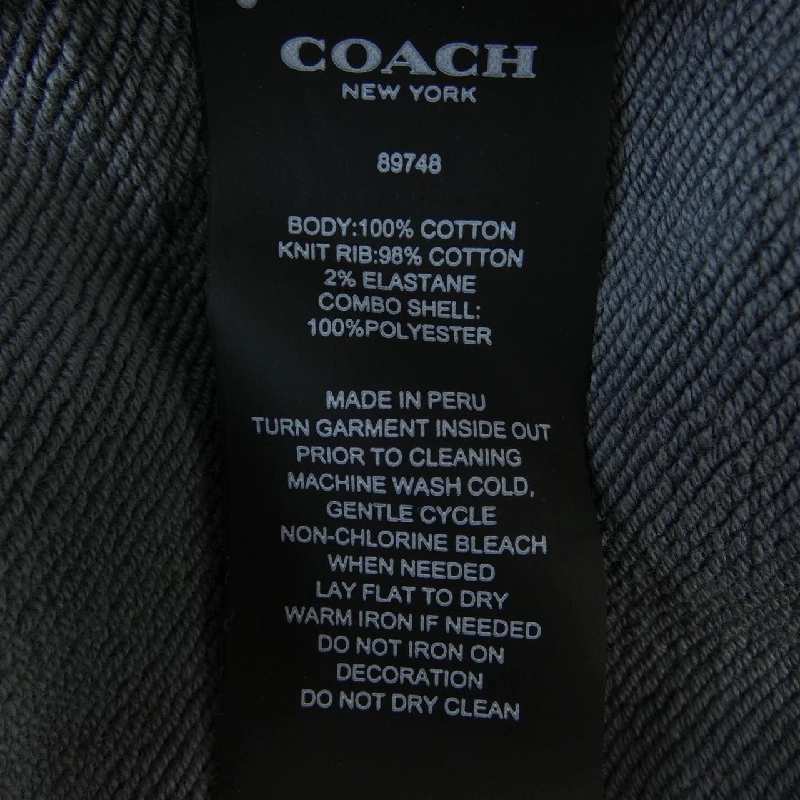 COACH
NEW YORK
89748
BODY:100% COTTON
KNIT RIB:98% COTTON
2% ELASTANE
COMBO SHELL:
100%POLYESTER
MADE IN PERU
TURN GARMENT INSIDE OUT
PRIOR TO CLEANING
MACHINE WASH COLD,
GENTLE CYCLE
NON-CHLORINE BLEACH
WHEN NEEDED
LAY FLAT TO DRY
WARM IRON IF NEEDED
DO NOT IRON ON
DECORATION
DO NOT DRY CLEAN